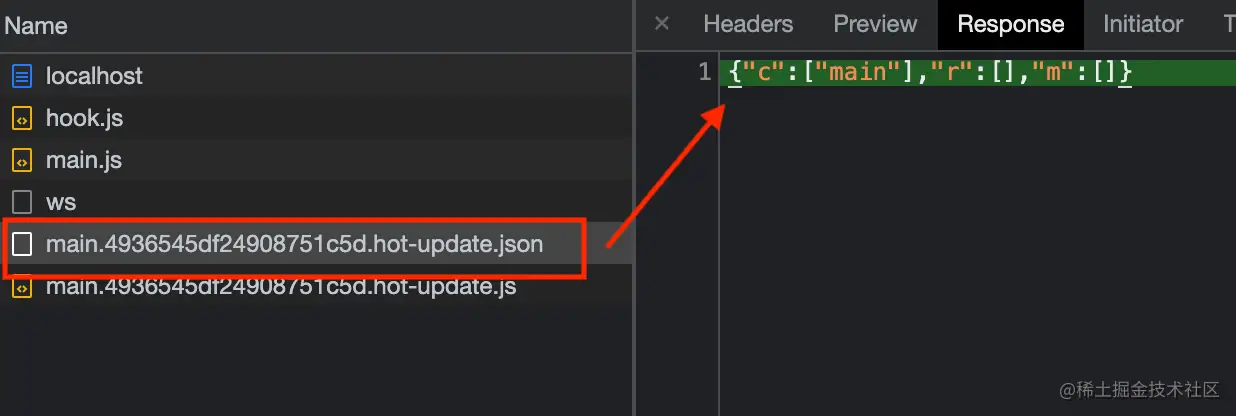 Name
localhost
hook.js
main.js
ws
main.4936545df24908751c5d.hot-update.json
main.4936545df24908751c5d.hot-update.js
Headers Preview Response Initiator T
1 {"c":["main"],"r":[],"m":[]}
@稀土掘金技术社区